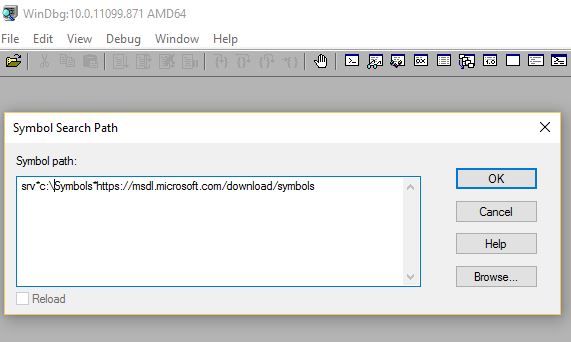 WinDbg:10.0.11099.871 AMD64
File Edit View Debug Window Help
Symbol Search Path
Symbol path:
srv*c:\Symbols*https://msdl.microsoft.com/download/symbols
OK
Cancel
Help
Browse...
Reload